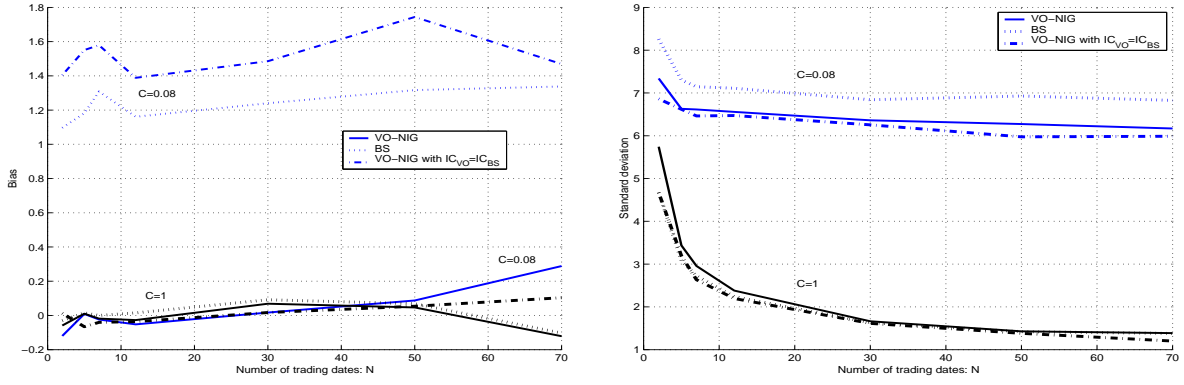 1.8
1.6
1.4
1.2
1
0.8
0.6
0.4
0.2
0
−0.2
Bias
C=0.08
VO−NIG
BS
VO−NIG with ICVO=ICBS
C=0.08
C=1
0 10 20 30 40 50 60 70
Number of trading dates: N
9
8
7
6
5
4
3
2
1
Standard deviation
VO−NIG
BS
VO−NIG with ICVO=ICBS
C=0.08
C=1
0 10 20 30 40 50 60 70
Number of trading dates: N